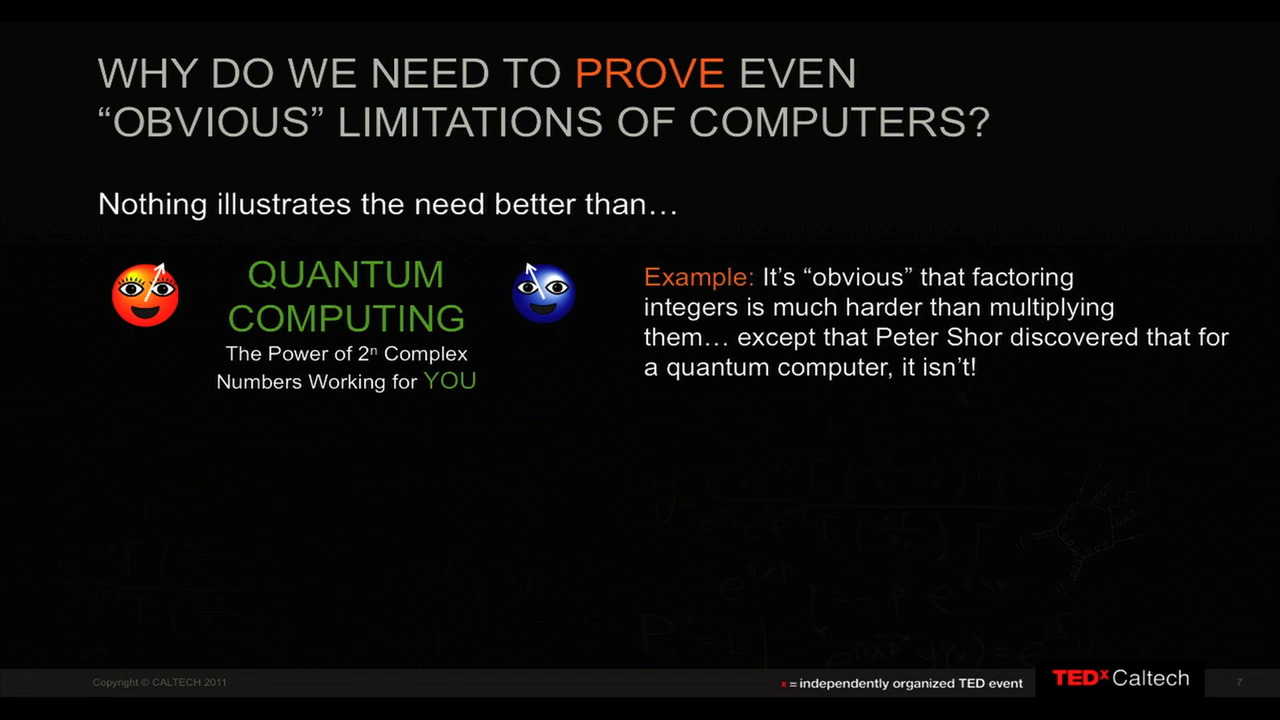 WHY DO WE NEED TO PROVE EVEN
“OBVIOUS” LIMITATIONS OF COMPUTERS?
Nothing illustrates the need better than…
QUANTUM
COMPUTING
The Power of 2ⁿ Complex
Numbers Working for YOU
Example: It’s “obvious” that factoring
integers is much harder than multiplying
them… except that Peter Shor discovered that for
a quantum computer, it isn’t!
Copyright © CALTECH 2011
x = independently organized TED event
TEDx Caltech
7